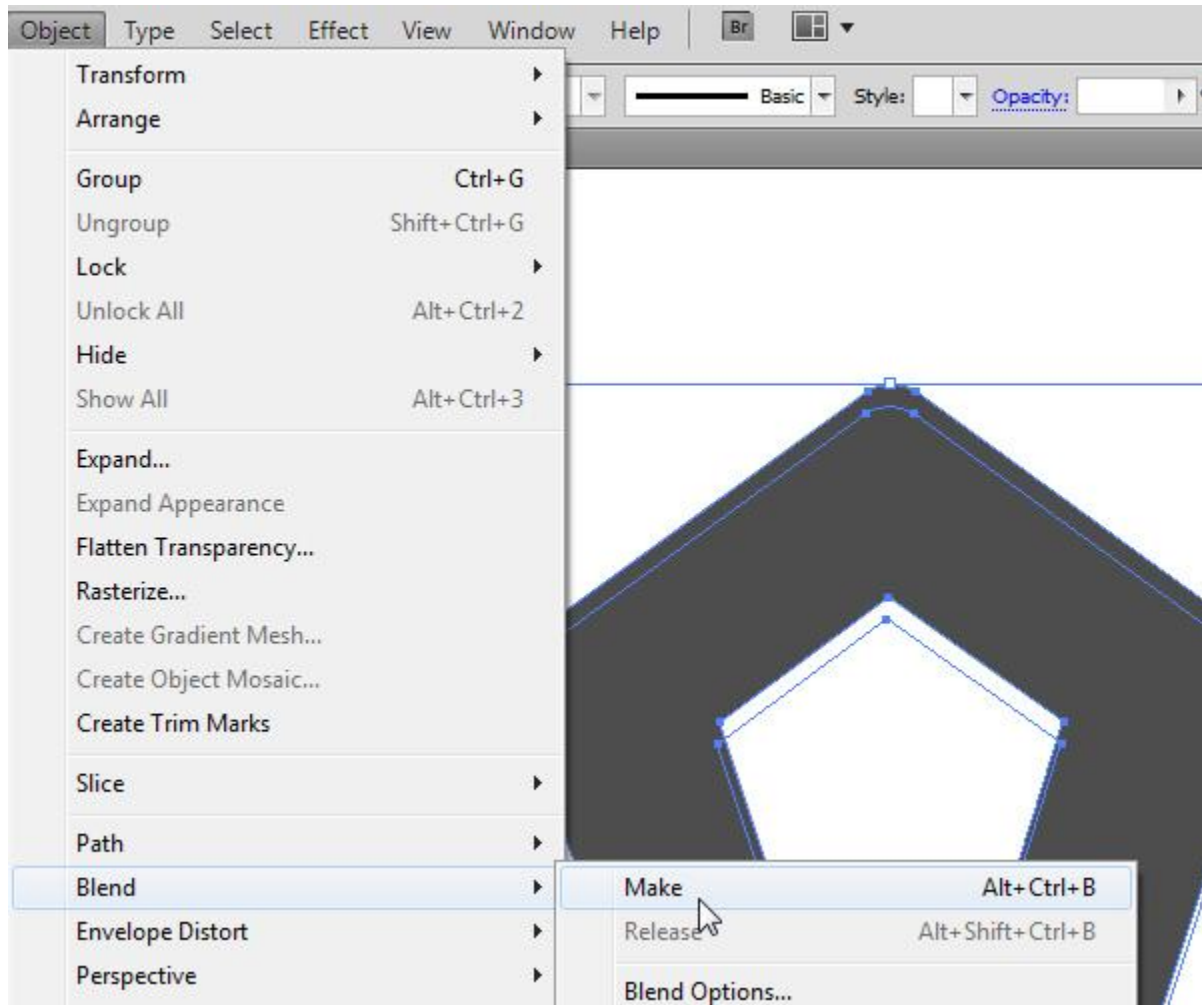 Object Type Select Effect View Window Help Br
Basic Style: Opacity:
Transform
Arrange
Group Ctrl+G
Ungroup Shift+Ctrl+G
Lock
Unlock All Alt+Ctrl+2
Hide
Show All Alt+Ctrl+3
Expand...
Expand Appearance
Flatten Transparency...
Rasterize...
Create Gradient Mesh...
Create Object Mosaic...
Create Trim Marks
Slice
Path
Blend
Envelope Distort
Perspective
Make Alt+Ctrl+B
Release Alt+Shift+Ctrl+B
Blend Options...